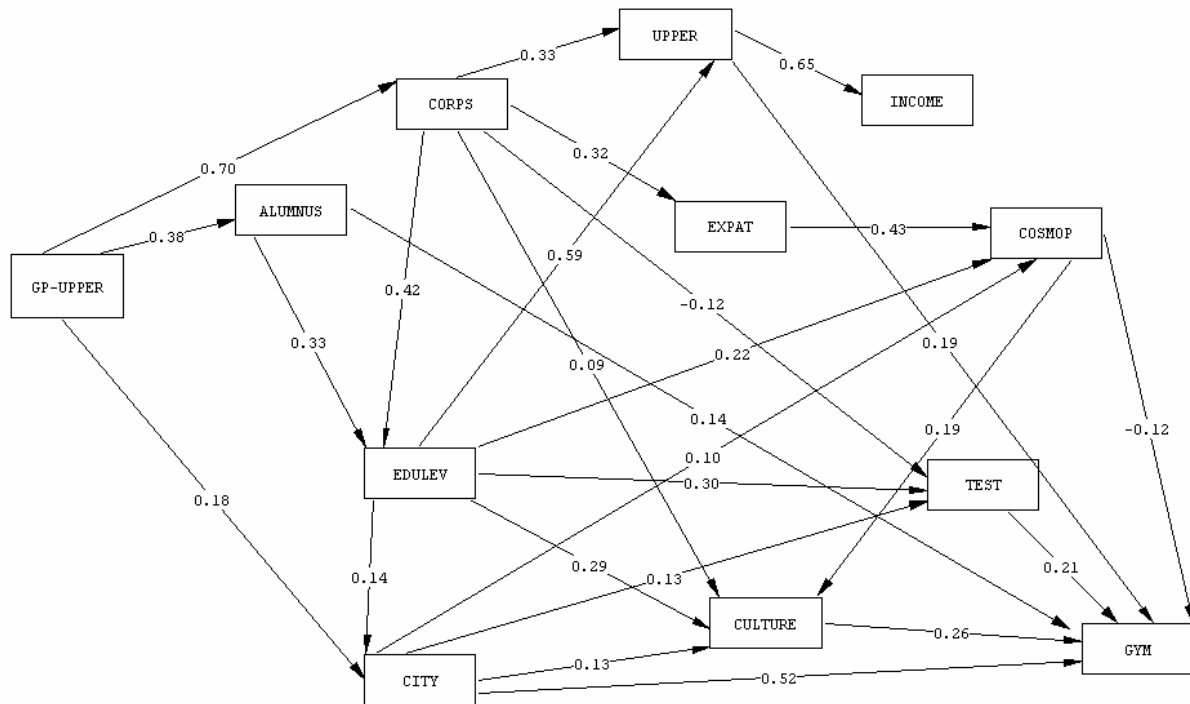 UPPER
0.33
0.65
INCOME
CORPS
0.32
0.70
ALUMNUS
EXPAT
0.43
COSMOP
0.38
0.59
GP-UPPER
0.42
-0.12
0.33
0.22
0.19
0.09
0.14
-0.12
0.19
0.10
EDULEV
0.30
TEST
0.18
0.14
0.29
0.13
0.21
CULTURE
0.26
GYM
0.13
CITY
0.52